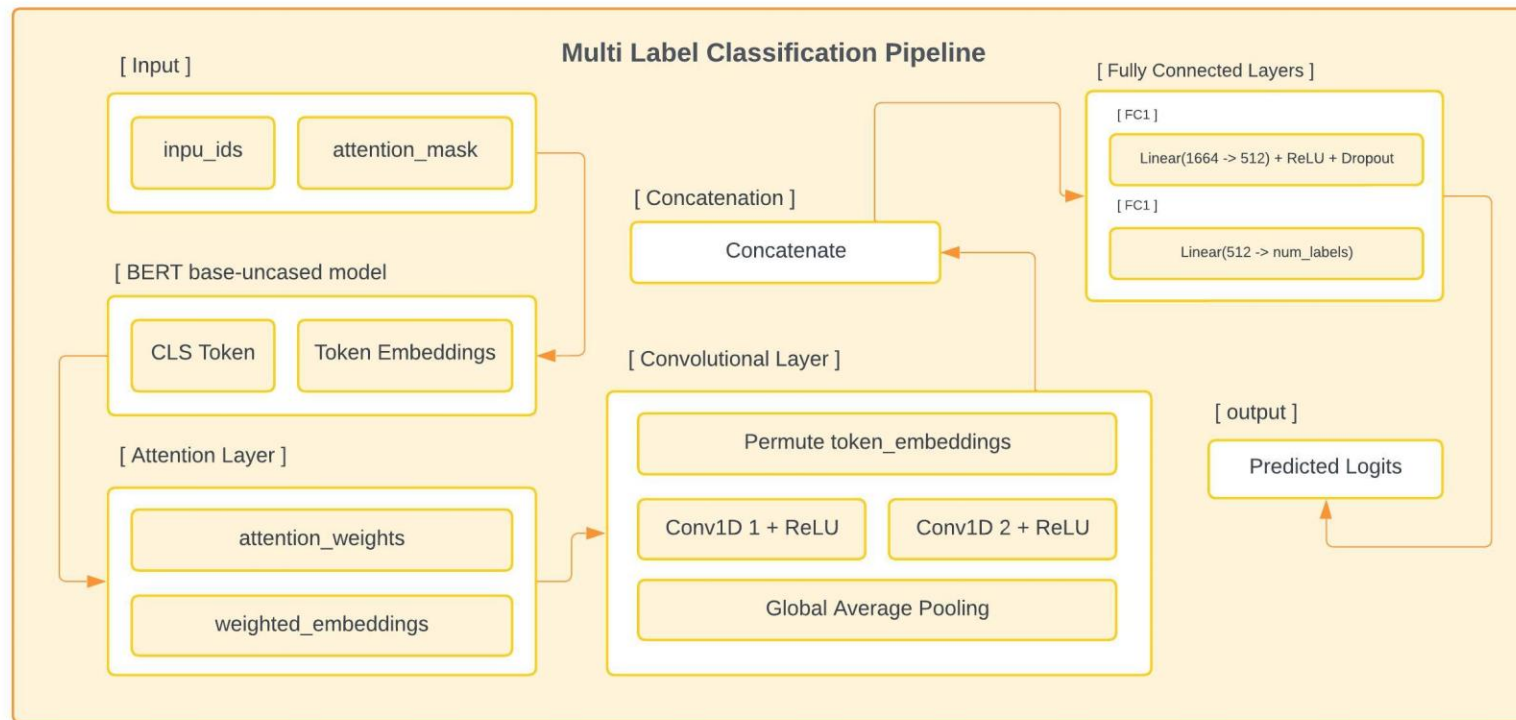 Multi Label Classification Pipeline
[ Input ]
inpu_ids
attention_mask
[ BERT base-uncased model
CLS Token
Token Embeddings
[ Attention Layer ]
attention_weights
weighted_embeddings
[ Convolutional Layer ]
Permute token_embeddings
Conv1D 1 + ReLU
Conv1D 2 + ReLU
Global Average Pooling
[ Concatenation ]
Concatenate
[ Fully Connected Layers ]
[ FC1 ]
Linear(1664 -> 512) + ReLU + Dropout
[ FC1 ]
Linear(512 -> num_labels)
[ output ]
Predicted Logits